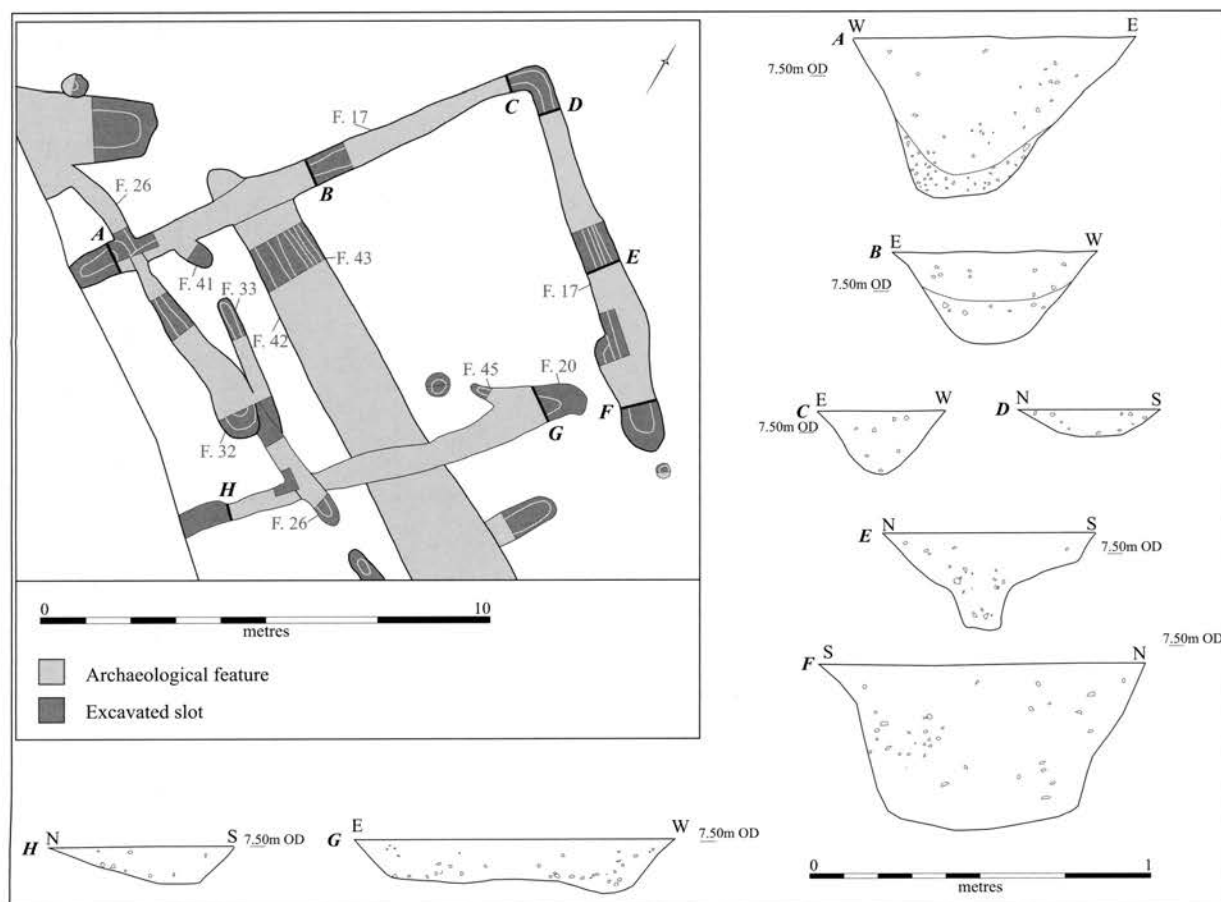 F. 26
A
F. 41
F. 33
F. 42
F. 32
H
F. 26
F. 17
B
F. 43
C
D
E
F. 17
F. 45
F. 20
G
F
0 10
metres
Archaeological feature
Excavated slot
W E
A
7.50m OD
E W
B
7.50m OD
E W
C
7.50m OD
N S
D
N S
E
7.50m OD
7.50m OD
S N
F
N S
H
7.50m OD
E W
G
7.50m OD
0 1
metres